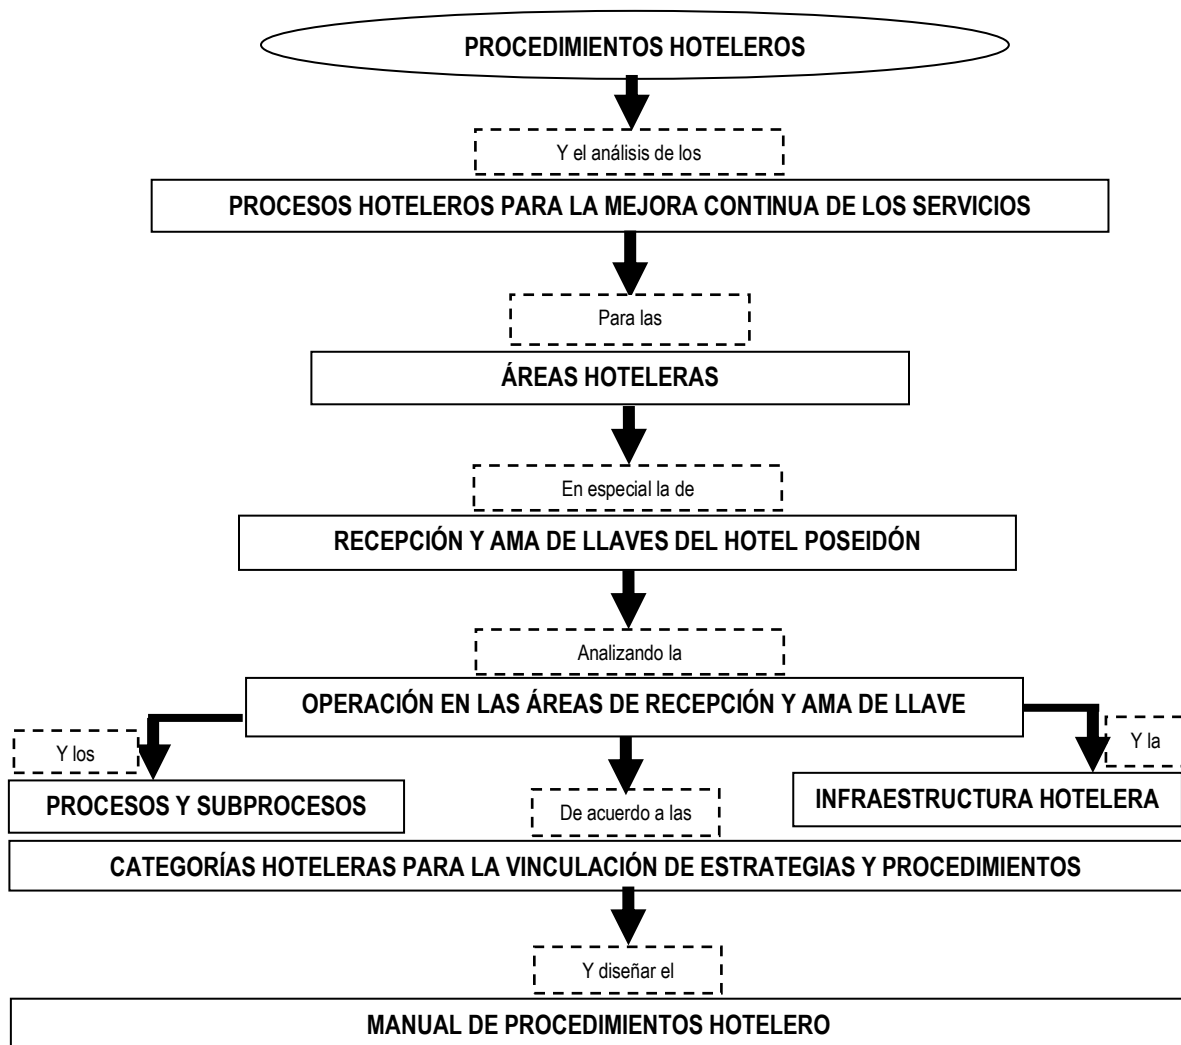 PROCEDIMIENTOS HOTELEROS
Y el análisis de los
PROCESOS HOTELEROS PARA LA MEJORA CONTINUA DE LOS SERVICIOS
Para las
ÁREAS HOTELERAS
En especial la de
RECEPCIÓN Y AMA DE LLAVES DEL HOTEL POSEIDÓN
Analizando la
OPERACIÓN EN LAS ÁREAS DE RECEPCIÓN Y AMA DE LLAVE
Y los
Y la
PROCESOS Y SUBPROCESOS
De acuerdo a las
INFRAESTRUCTURA HOTELERA
CATEGORÍAS HOTELERAS PARA LA VINCULACIÓN DE ESTRATEGIAS Y PROCEDIMIENTOS
Y diseñar el
MANUAL DE PROCEDIMIENTOS HOTELERO